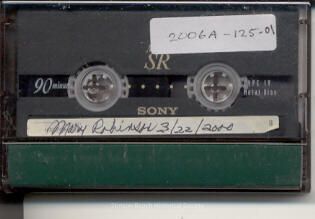 2006A-125-01
SR
90 minutes
TYPE IV
Metal Bias
SONY
Mary Robinson 3/22/2000
B